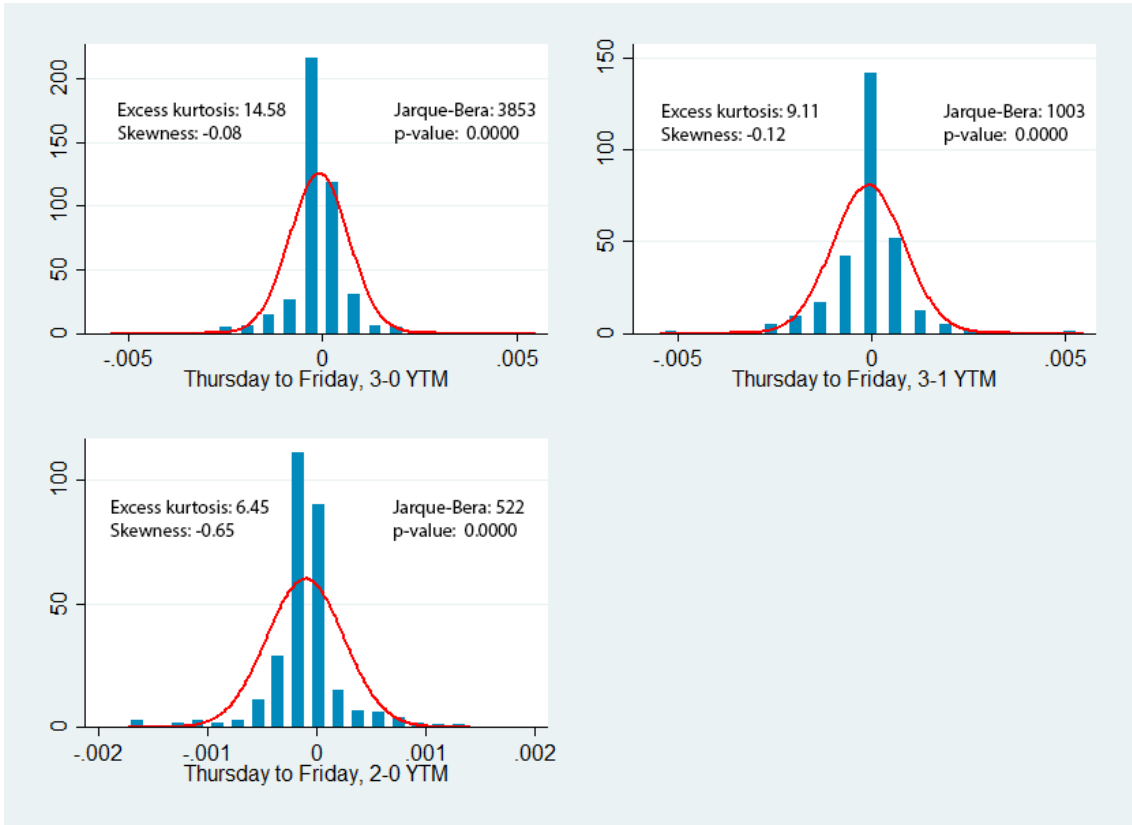 200
150
100
50
0
Excess kurtosis: 14.58
Skewness: -0.08
Jarque-Bera: 3853
p-value: 0.0000
-.005 0 .005
Thursday to Friday, 3-0 YTM
150
100
50
0
Excess kurtosis: 9.11
Skewness: -0.12
Jarque-Bera: 1003
p-value: 0.0000
-.005 0 .005
Thursday to Friday, 3-1 YTM
100
50
0
Excess kurtosis: 6.45
Skewness: -0.65
Jarque-Bera: 522
p-value: 0.0000
-.002 -.001 0 .001 .002
Thursday to Friday, 2-0 YTM